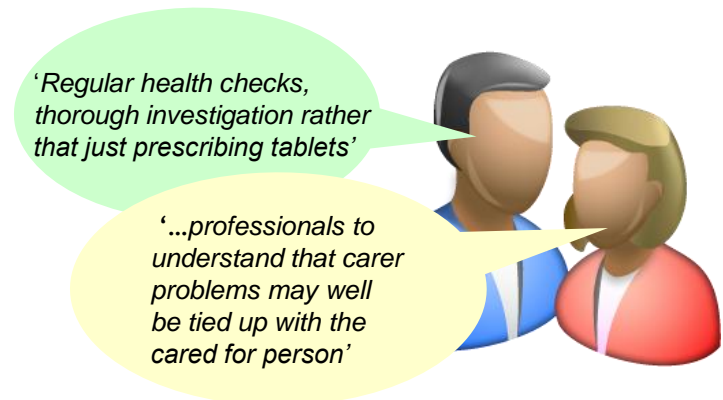 ‘Regular health checks,
thorough investigation rather
that just prescribing tablets’
‘...professionals to
understand that carer
problems may well
be tied up with the
cared for person’